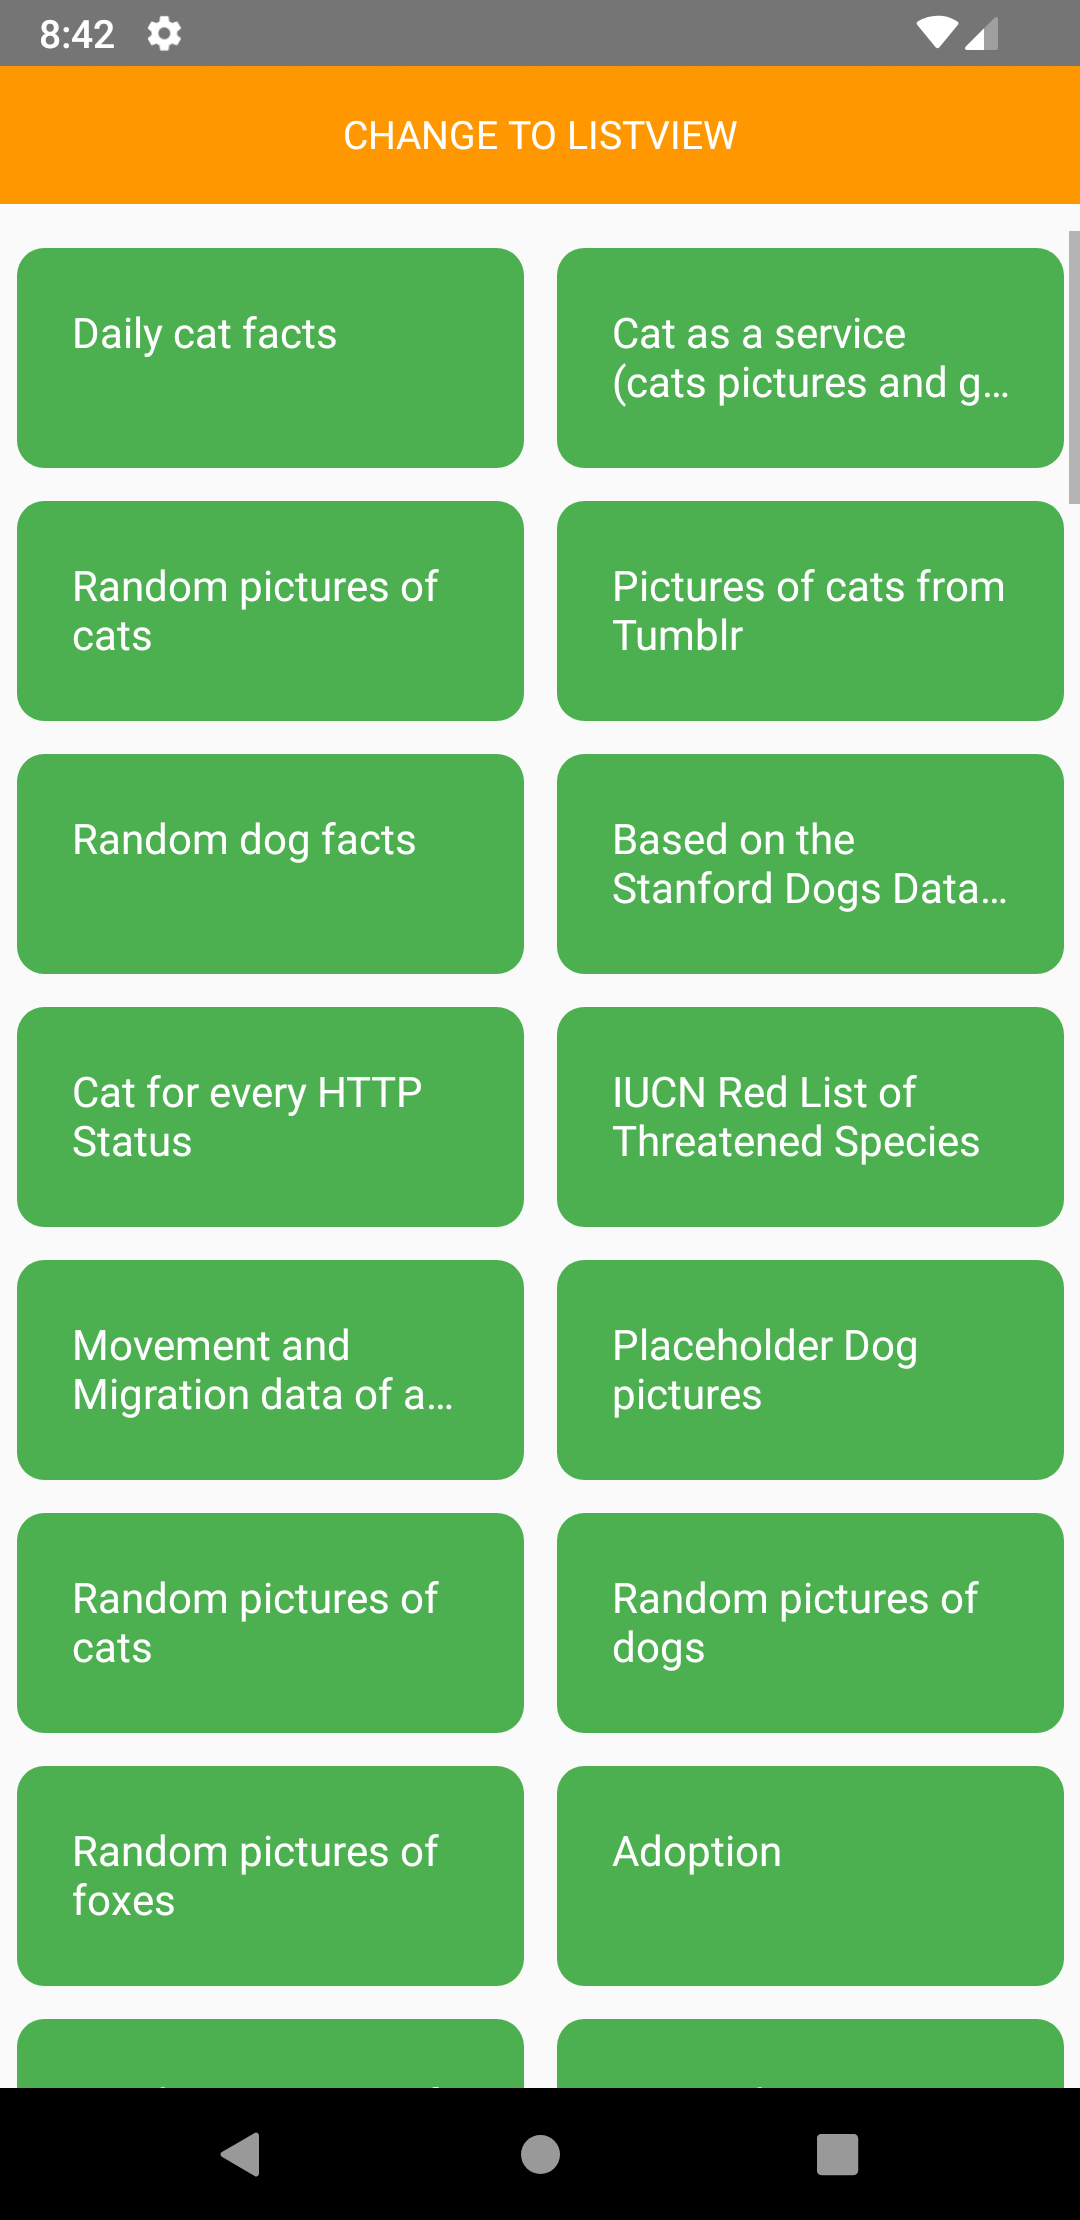 8:42
CHANGE TO LISTVIEW
Daily cat facts
Cat as a service
(cats pictures and g...
Random pictures of
cats
Pictures of cats from
Tumblr
Random dog facts
Based on the
Stanford Dogs Data...
Cat for every HTTP
Status
IUCN Red List of
Threatened Species
Movement and
Migration data of a...
Placeholder Dog
pictures
Random pictures of
cats
Random pictures of
dogs
Random pictures of
foxes
Adoption